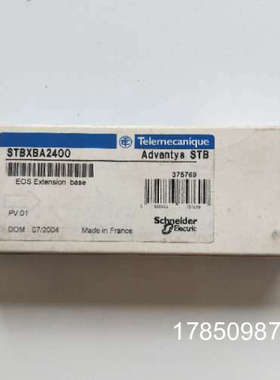 Telemecanique
STBXBA2400
Advantys STB
375769
EOS Extension base
PV:01
DOM: 07/2004
Made in France
Schneider
Electric
17850987